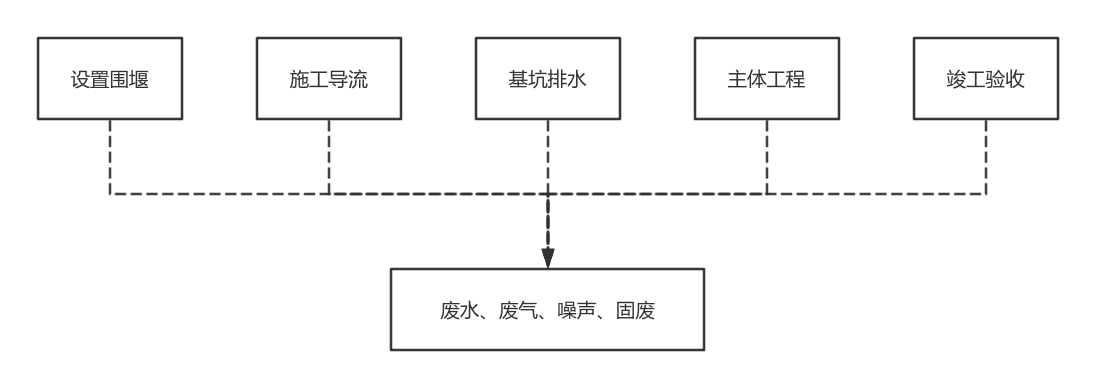 设置围堰
施工导流
基坑排水
主体工程
竣工验收
废水、废气、噪声、固废